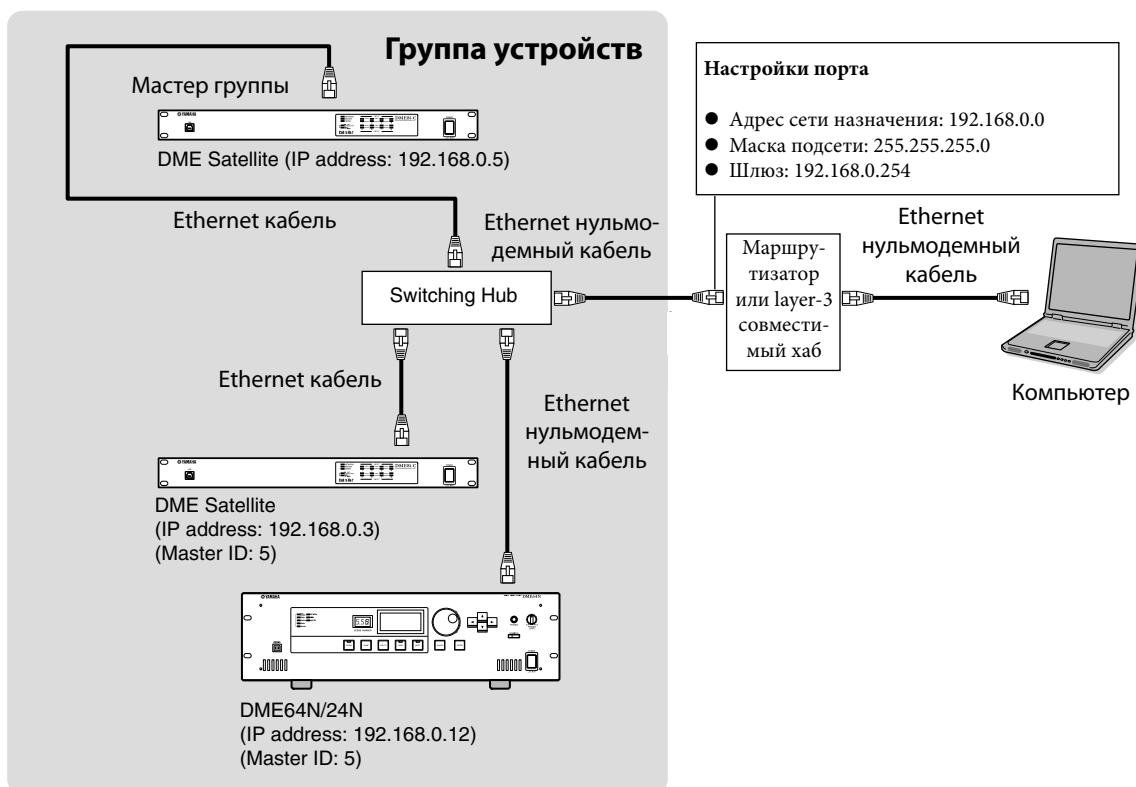 Группа устройств
Мастер группы
YAMAHA
DME Satellite (IP address: 192.168.0.5)
Ethernet кабель
Ethernet нульмо-
демный кабель
Switching Hub
Настройки порта
● Адрес сети назначения: 192.168.0.0
● Маска подсети: 255.255.255.0
● Шлюз: 192.168.0.254
Маршру-
тизатор
или layer-3
совмести-
мый хаб
Ethernet
нульмодемный
кабель
Компьютер
Ethernet кабель
Ethernet
нульмодем-
ный кабель
YAMAHA
DME Satellite
(IP address: 192.168.0.3)
(Master ID: 5)
YAMAHA
DME64N
DME64N/24N
(IP address: 192.168.0.12)
(Master ID: 5)